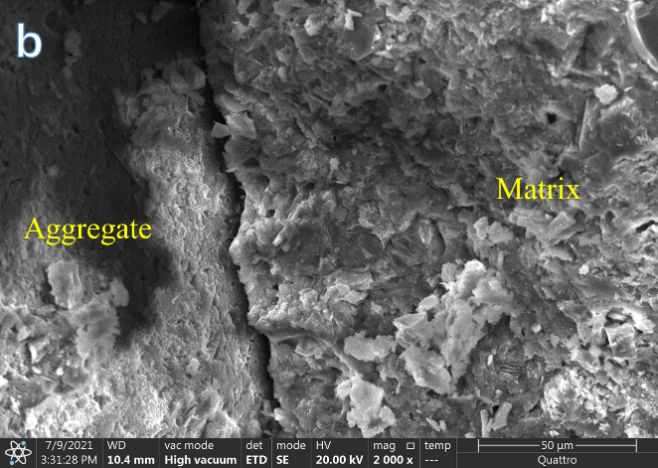 b
Aggregate
Matrix
7/9/2021 WD vac mode det mode HV mag temp 50 µm
3:31:28 PM 10.4 mm High vacuum ETD SE 20.00 kV 2 000 x --- Quattro